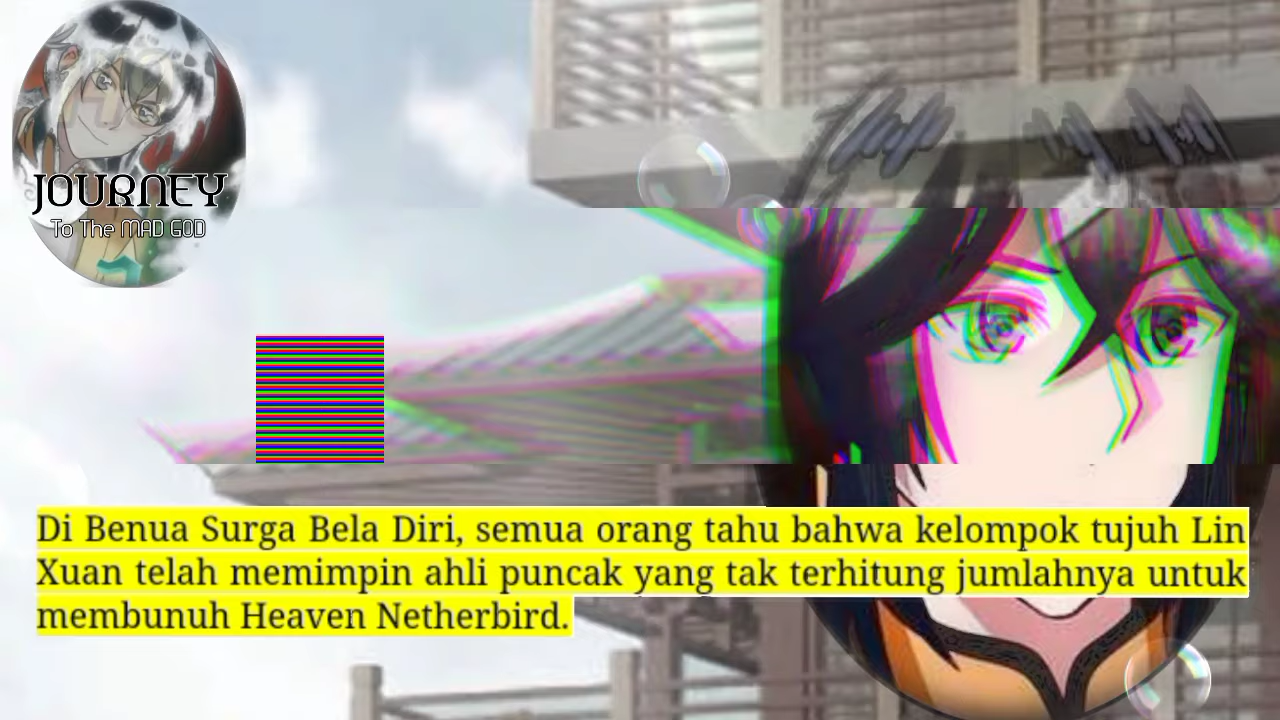 JOURNEY
To The MAD GOD
Di Benua Surga Bela Diri, semua orang tahu bahwa kelompok tujuh Lin
Xuan telah memimpin ahli puncak yang tak terhitung jumlahnya untuk
membunuh Heaven Netherbird.